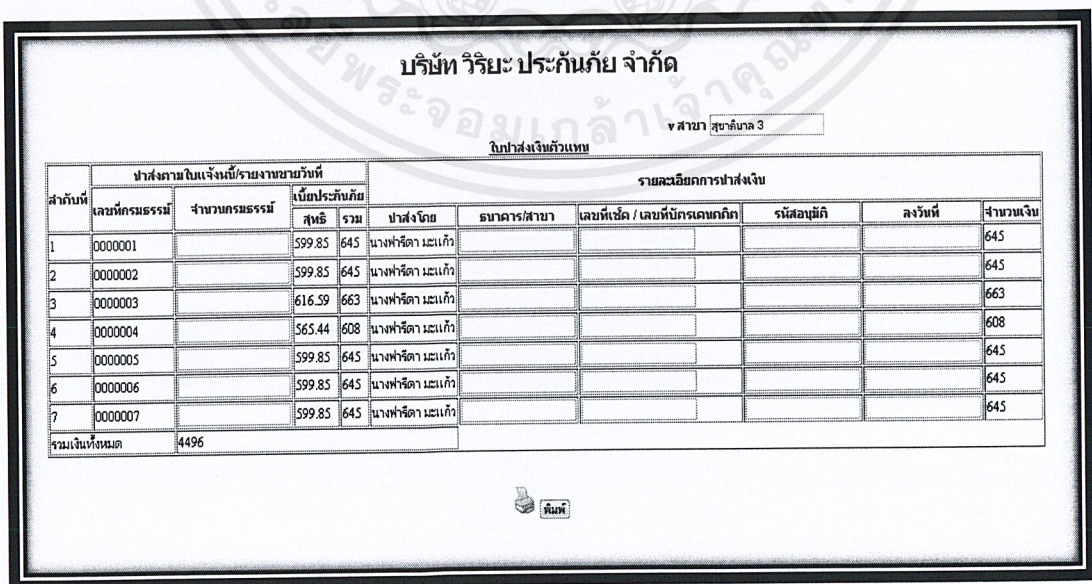 บริษัท วิริยะ ประกันภัย จำกัด
v สาขา สุขาภิบาล 3
ใบนำส่งเงินตัวแทน
ลำดับที่ นำส่งตามใบแจ้งหนี้/รายงานขายวันที่ รายละเอียดการนำส่งเงิน
เลขที่กรมธรรม์ จำนวนกรมธรรม์ เบี้ยประกันภัย
สุทธิ รวม นำส่งโดย ธนาคาร/สาขา เลขที่เช็ค / เลขที่บัตรเคนกดิต รหัสอนุมัติ ลงวันที่ จำนวนเงิน
1 0000001 599.85 645 นางฟารีดา มะแก้ว 645
2 0000002 599.85 645 นางฟารีดา มะแก้ว 645
3 0000003 616.59 663 นางฟารีดา มะแก้ว 663
4 0000004 565.44 608 นางฟารีดา มะแก้ว 608
5 0000005 599.85 645 นางฟารีดา มะแก้ว 645
6 0000006 599.85 645 นางฟารีดา มะแก้ว 645
7 0000007 599.85 645 นางฟารีดา มะแก้ว 645
รวมเงินทั้งหมด 4496
พิมพ์